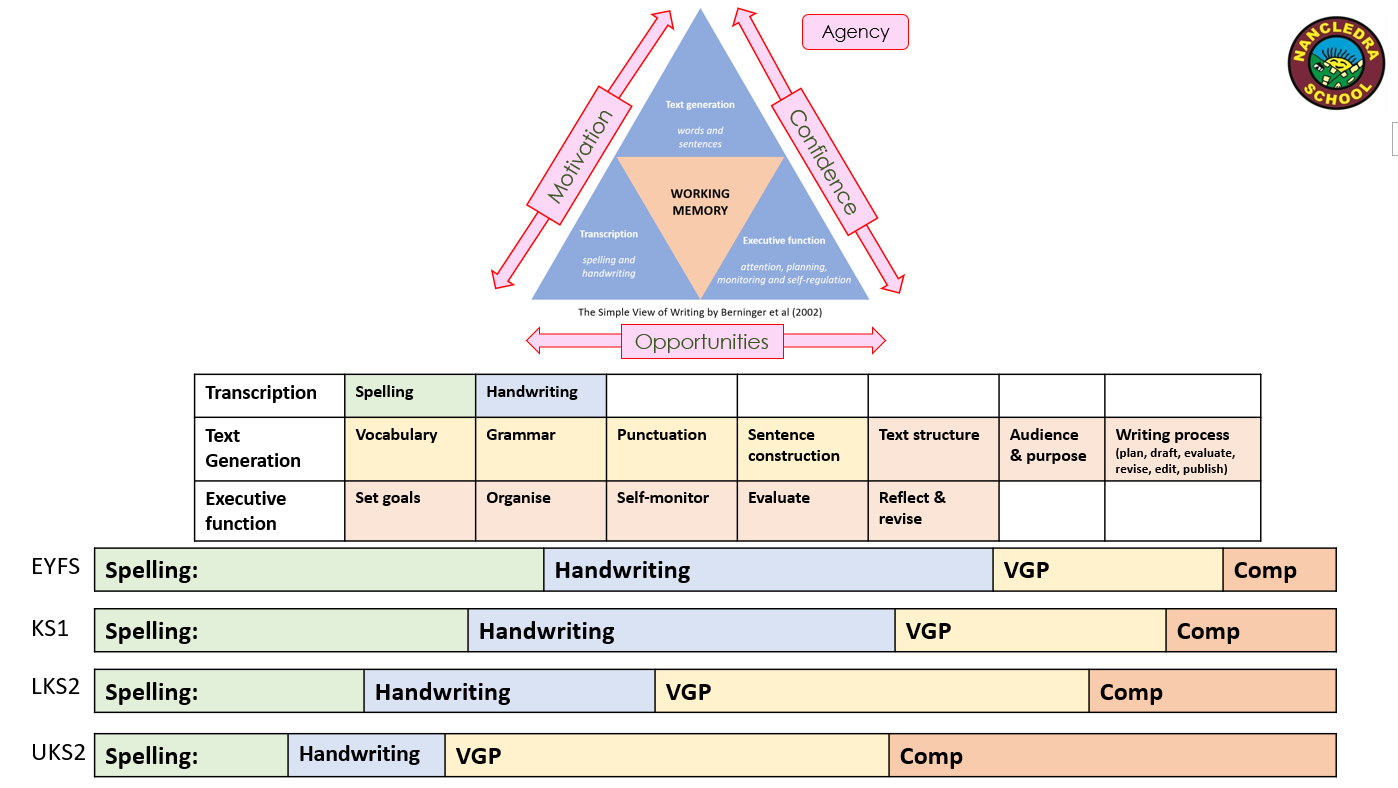 Agency
NANCLEDRA
SCHOOL
Motivation
Confidence
Text generation
words and
sentences
WORKING
MEMORY
Transcription
spelling and
handwriting
Executive function
attention, planning,
monitoring and self-regulation
The Simple View of Writing by Berninger et al (2002)
Opportunities
Transcription
Spelling
Handwriting
Text
Generation
Vocabulary
Grammar
Punctuation
Sentence
construction
Text structure
Audience
& purpose
Writing process
(plan, draft, evaluate,
revise, edit, publish)
Executive
function
Set goals
Organise
Self-monitor
Evaluate
Reflect &
revise
EYFS
Spelling:
Handwriting
VGP
Comp
KS1
Spelling:
Handwriting
VGP
Comp
LKS2
Spelling:
Handwriting
VGP
Comp
UKS2
Spelling:
Handwriting
VGP
Comp